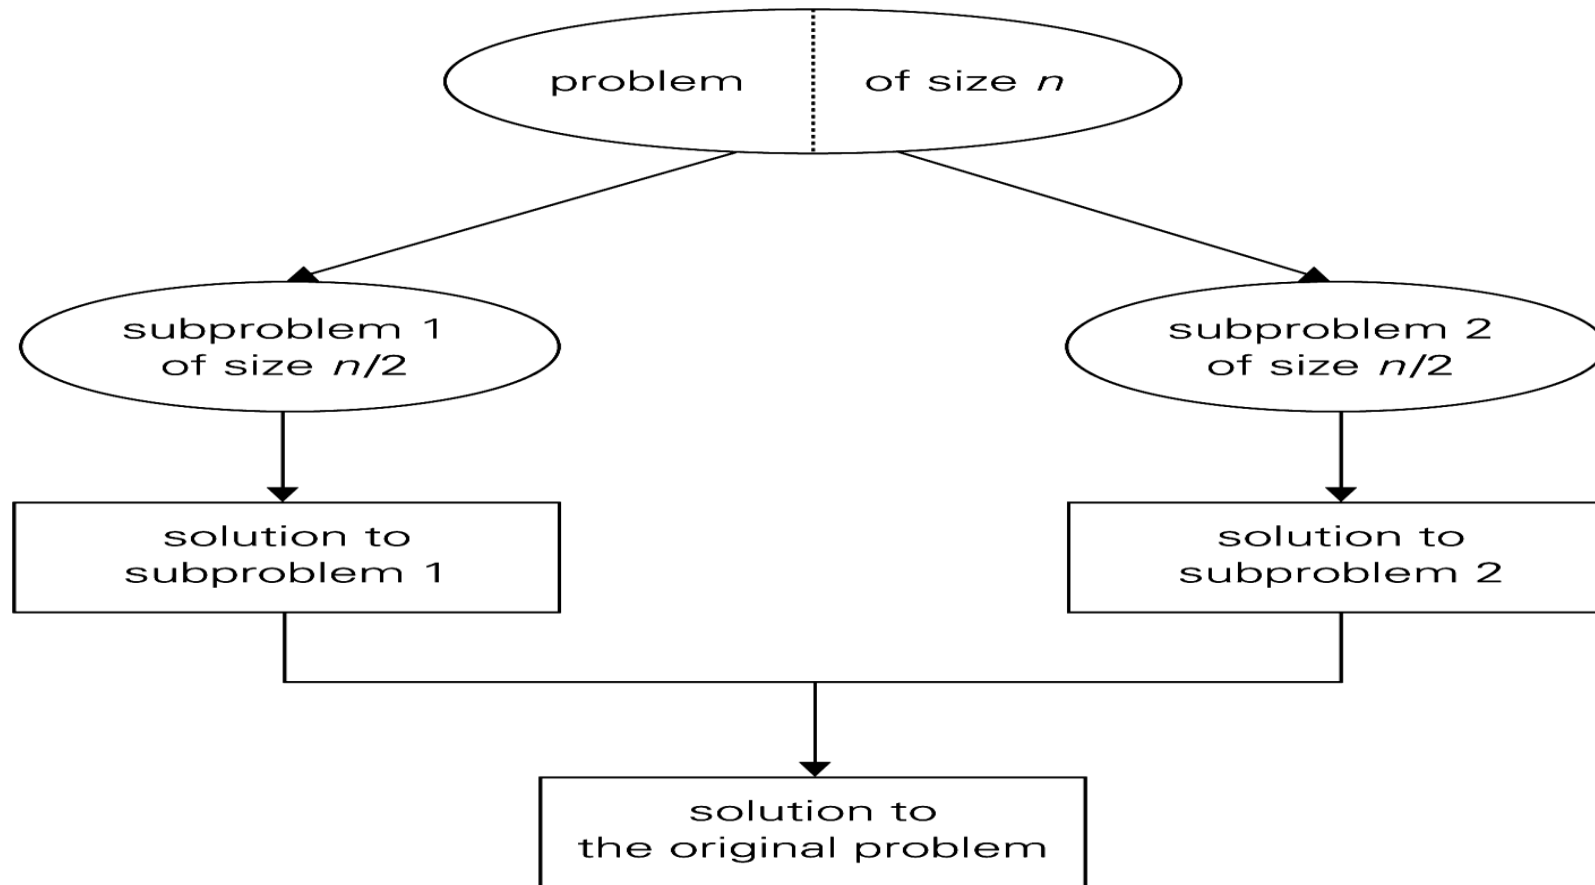 problem of size n
subproblem 1
of size n/2
subproblem 2
of size n/2
solution to
subproblem 1
solution to
subproblem 2
solution to
the original problem